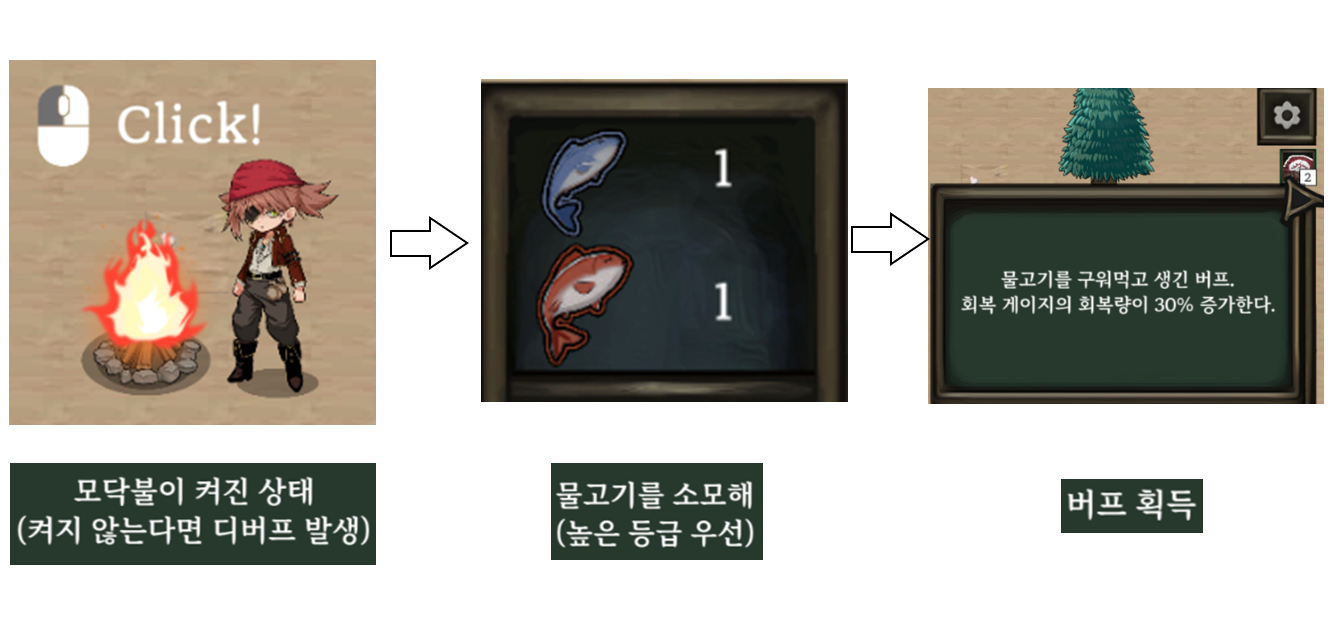 Click!
1
1
2
물고기를 구워먹고 생긴 버프.
회복 게이지의 회복량이 30% 증가한다.
모닥불이 켜진 상태
(켜지 않는다면 디버프 발생)
물고기를 소모해
(높은 등급 우선)
버프 획득